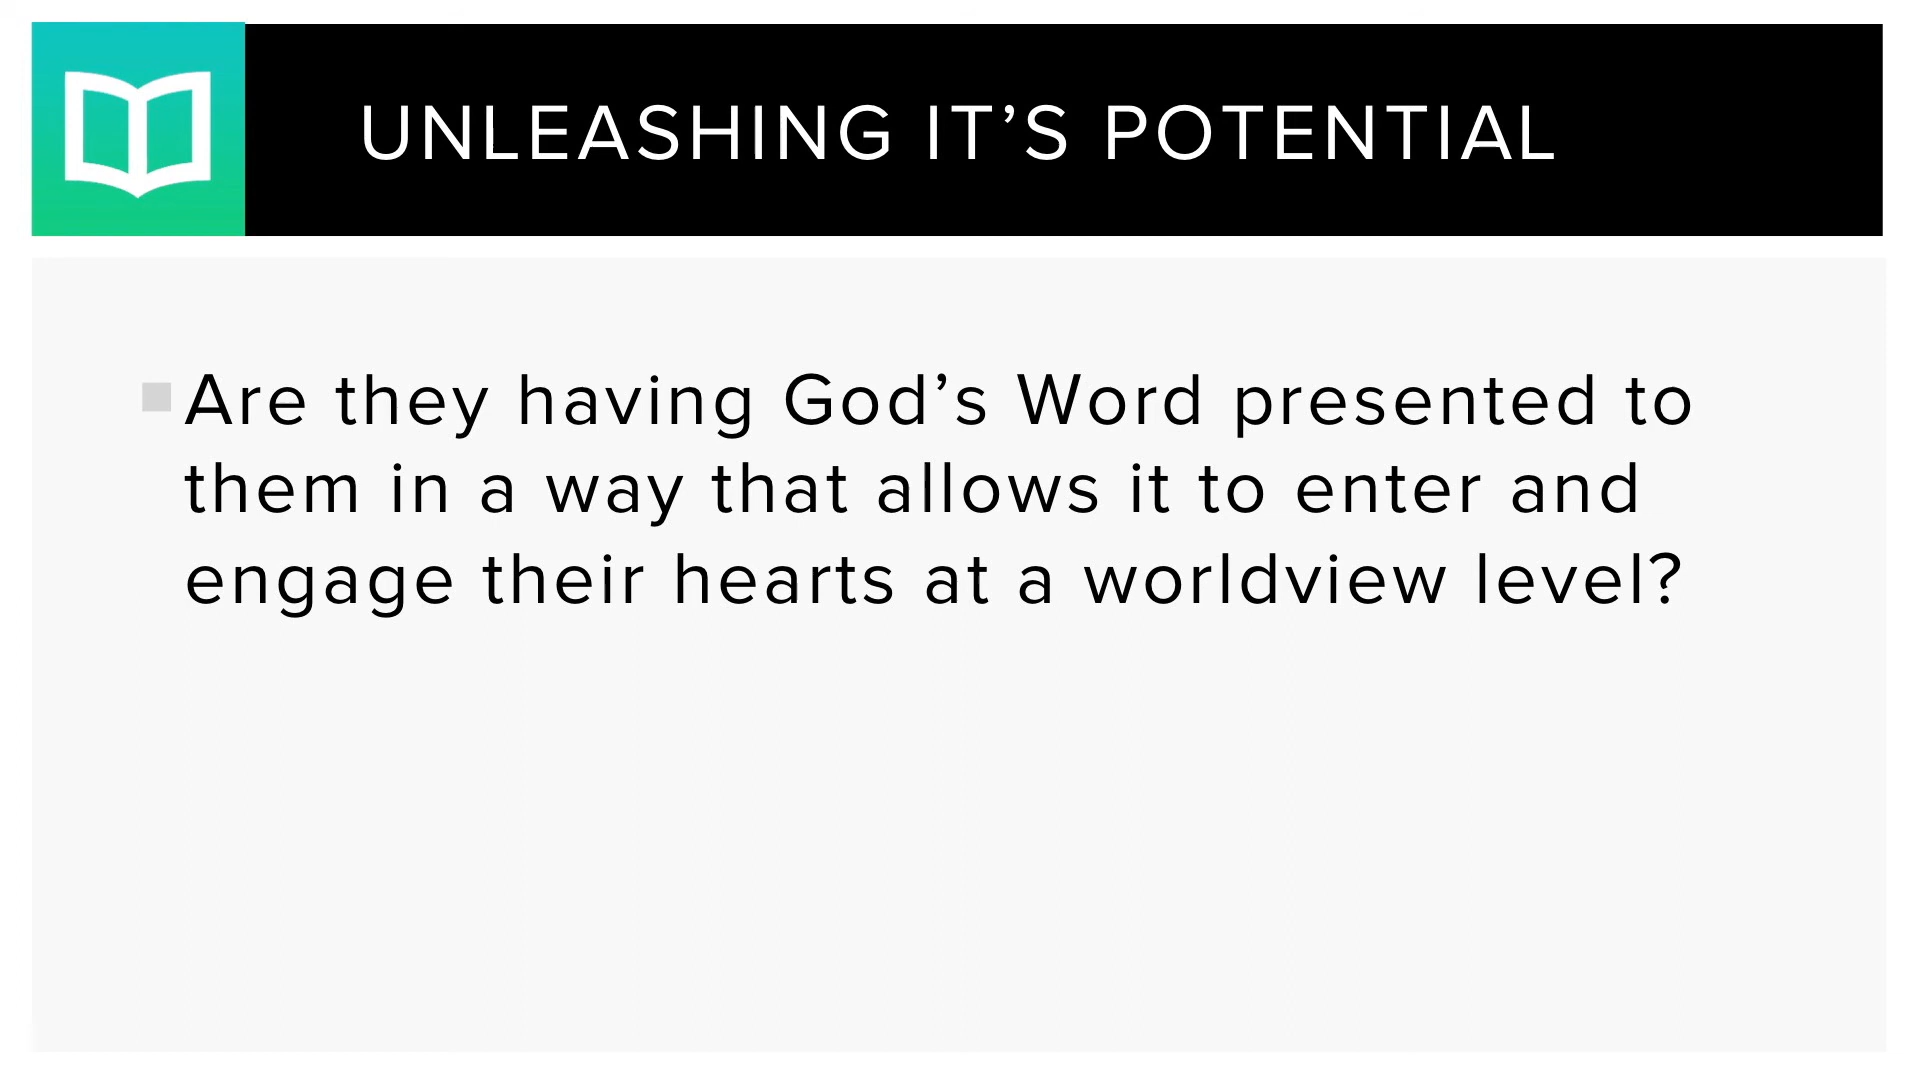 UNLEASHING IT’S POTENTIAL
Are they having God’s Word presented to
them in a way that allows it to enter and
engage their hearts at a worldview level?